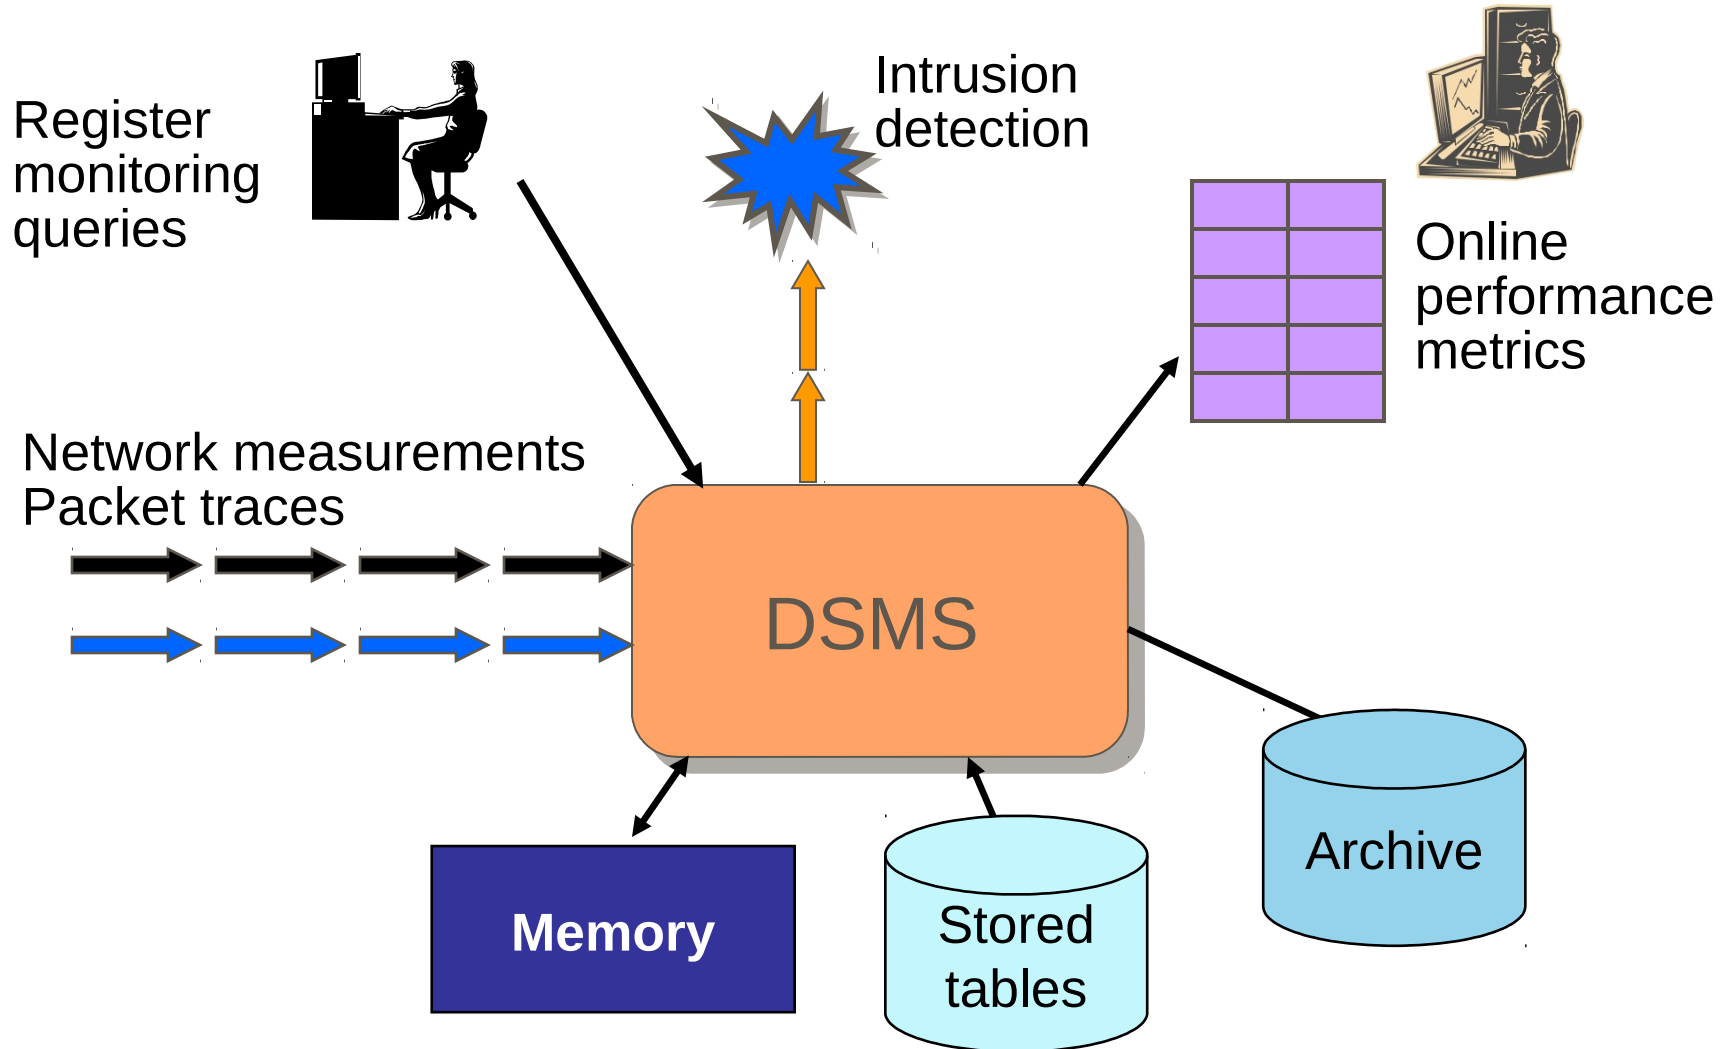 Register
monitoring
queries
Intrusion
detection
Online
performance
metrics
Network measurements
Packet traces
DSMS
Memory
Stored
tables
Archive